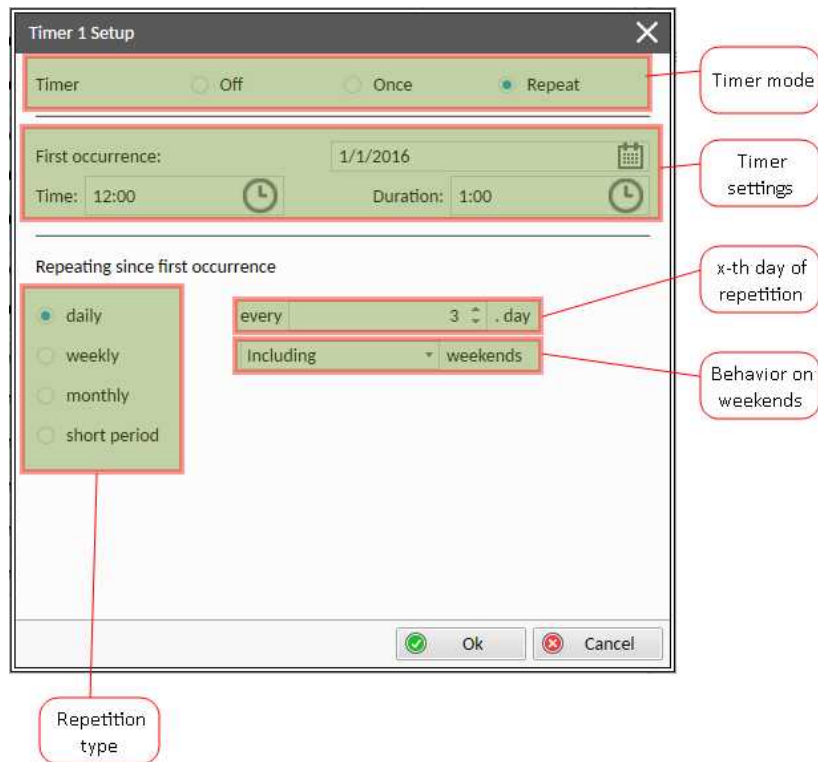 Timer 1 Setup
Timer Off Once Repeat
Timer mode
First occurrence: 1/1/2016
Time: 12:00 Duration: 1:00
Timer
settings
Repeating since first occurrence
daily
weekly
monthly
short period
every 3 . day
Including weekends
x-th day of
repetition
Behavior on
weekends
Ok Cancel
Repetition
type